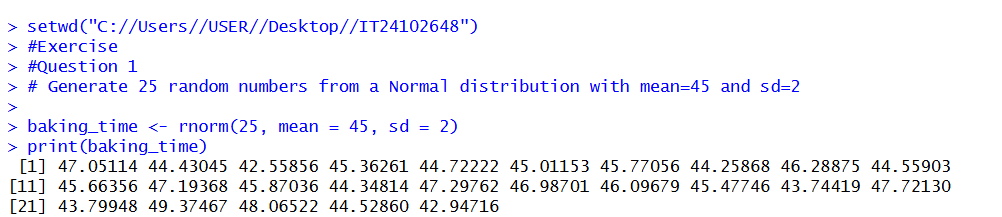 > setwd("C://Users//USER//Desktop//IT24102648")
> #Exercise
> #Question 1
> # Generate 25 random numbers from a Normal distribution with mean=45 and sd=2
>
> baking_time <- rnorm(25, mean = 45, sd = 2)
> print(baking_time)
 [1] 47.05114 44.43045 42.55856 45.36261 44.72222 45.01153 45.77056 44.25868 46.28875 44.55903
[11] 45.66356 47.19368 45.87036 44.34814 47.29762 46.98701 46.09679 45.47746 43.74419 47.72130
[21] 43.79948 49.37467 48.06522 44.52860 42.94716